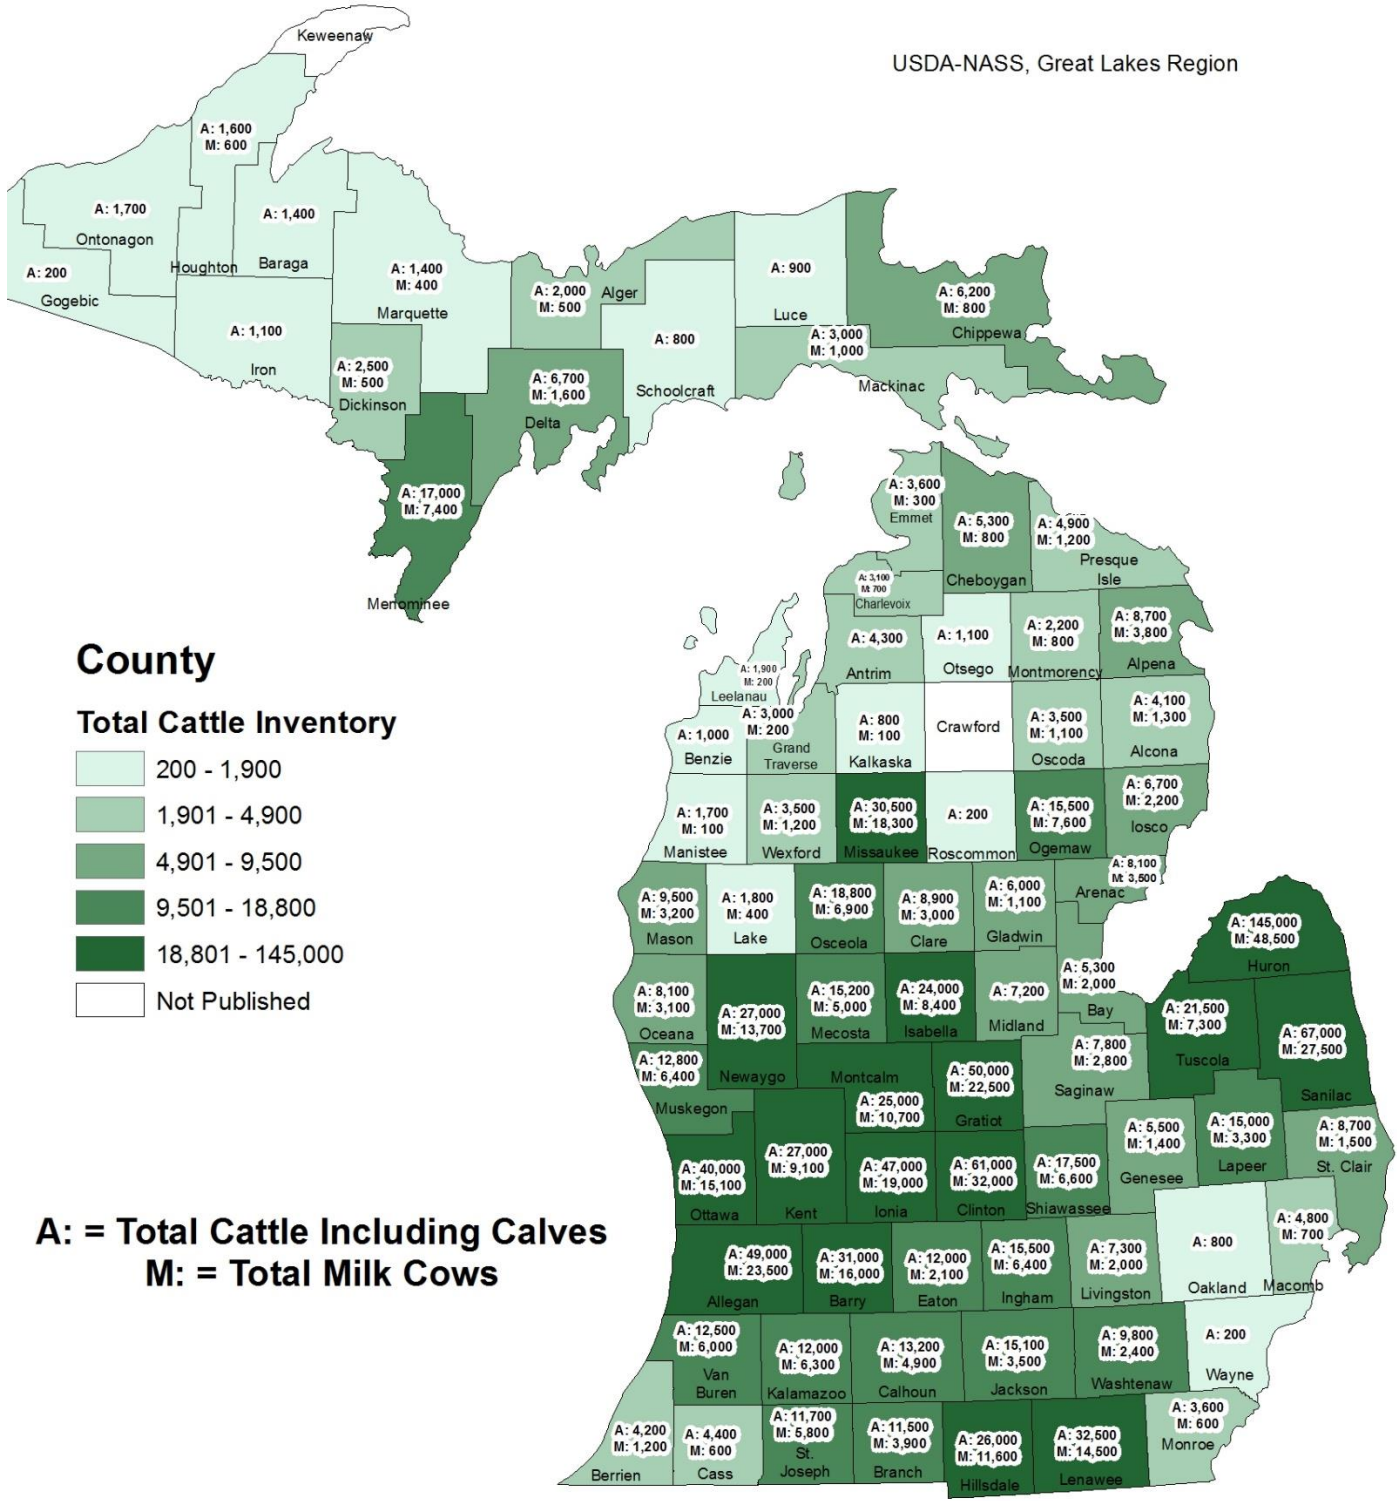 Keweenaw
USDA-NASS, Great Lakes Region
A: 1,600
M: 600
Houghton
A: 1,700
Ontonagon
A: 1,400
Baraga
A: 200
Gogebic
A: 1,400
M: 400
Marquette
A: 2,000
M: 500
Alger
A: 900
Luce
A: 6,200
M: 800
Chippewa
A: 1,100
Iron
A: 2,500
M: 500
Dickinson
A: 6,700
M: 1,600
Delta
A: 800
Schoolcraft
A: 3,000
M: 1,000
Mackinac
A: 17,000
M: 7,400
Menominee
A: 3,600
M: 300
Emmet
A: 5,300
M: 800
Cheboygan
A: 4,900
M: 1,200
Presque
Isle
A: 3,100
M: 700
Charlevoix
A: 4,300
Antrim
A: 1,100
Otsego
A: 2,200
M: 800
Montmorency
A: 8,700
M: 3,800
Alpena
A: 1,900
M: 200
Leelanau
County
Total Cattle Inventory
200 - 1,900
1,901 - 4,900
4,901 - 9,500
9,501 - 18,800
18,801 - 145,000
Not Published
A: 1,000
Benzie
A: 3,000
M: 200
Grand
Traverse
A: 800
M: 100
Kalkaska
Crawford
A: 3,500
M: 1,100
Oscoda
A: 4,100
M: 1,300
Alcona
A: 1,700
M: 100
Manistee
A: 3,500
M: 1,200
Wexford
A: 30,500
M: 18,300
Missaukee
A: 200
Roscommon
A: 15,500
M: 7,600
Ogemaw
A: 6,700
M: 2,200
Iosco
A: 8,100
M: 3,500
Arenac
A: 9,500
M: 3,200
Mason
A: 1,800
M: 400
Lake
A: 18,800
M: 6,900
Osceola
A: 8,900
M: 3,000
Clare
A: 6,000
M: 1,100
Gladwin
A: 145,000
M: 48,500
Huron
A: 8,100
M: 3,100
Oceana
A: 27,000
M: 13,700
Newaygo
A: 15,200
M: 5,000
Mecosta
A: 24,000
M: 8,400
Isabella
A: 7,200
Midland
A: 5,300
M: 2,000
Bay
A: 21,500
M: 7,300
Tuscola
A: 67,000
M: 27,500
Sanilac
A: 12,800
M: 6,400
Muskegon
Montcalm
A: 25,000
M: 10,700
A: 50,000
M: 22,500
Gratiot
A: 7,800
M: 2,800
Saginaw
A: 5,500
M: 1,400
Genesee
A: 15,000
M: 3,300
Lapeer
A: 8,700
M: 1,500
St. Clair
A: 40,000
M: 15,100
Ottawa
A: 27,000
M: 9,100
Kent
A: 47,000
M: 19,000
Ionia
A: 61,000
M: 32,000
Clinton
A: 17,500
M: 6,600
Shiawassee
A: = Total Cattle Including Calves
M: = Total Milk Cows
A: 49,000
M: 23,500
Allegan
A: 31,000
M: 16,000
Barry
A: 12,000
M: 2,100
Eaton
A: 15,500
M: 6,400
Ingham
A: 7,300
M: 2,000
Livingston
A: 800
Oakland
A: 4,800
M: 700
Macomb
A: 12,500
M: 6,000
Van
Buren
A: 12,000
M: 6,300
Kalamazoo
A: 13,200
M: 4,900
Calhoun
A: 15,100
M: 3,500
Jackson
A: 9,800
M: 2,400
Washtenaw
A: 200
Wayne
A: 4,200
M: 1,200
Berrien
A: 4,400
M: 600
Cass
A: 11,700
M: 5,800
St.
Joseph
A: 11,500
M: 3,900
Branch
A: 26,000
M: 11,600
Hillsdale
A: 32,500
M: 14,500
Lenawee
A: 3,600
M: 600
Monroe